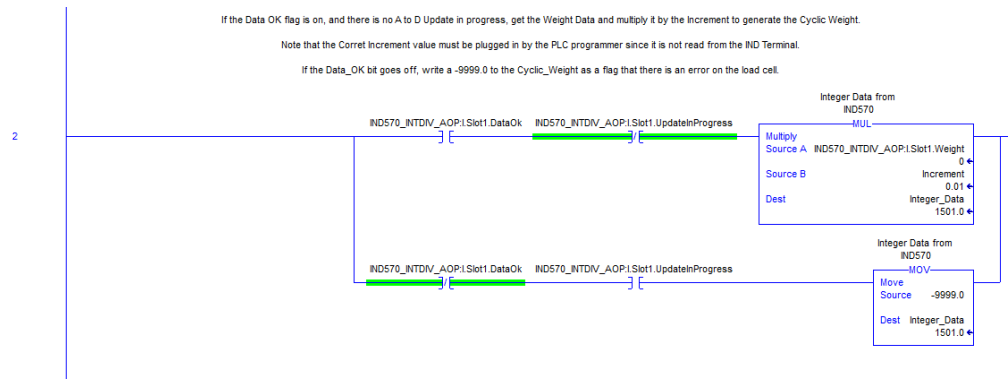 If the Data OK flag is on, and there is no A to D Update in progress, get the Weight Data and multiply it by the Increment to generate the Cyclic Weight.
Note that the Corret Increment value must be plugged in by the PLC programmer since it is not read from the IND Terminal.
If the Data_OK bit goes off, write a -9999.0 to the Cyclic_Weight as a flag that there is an error on the load cell.
2
IND570_INTDIV_AOP:I.Slot1.DataOk IND570_INTDIV_AOP:I.Slot1.UpdateInProgress
Integer Data from
IND570
MUL
Multiply
Source A IND570_INTDIV_AOP:I.Slot1.Weight
0
Source B Increment
0.01
Dest Integer_Data
1501.0
IND570_INTDIV_AOP:I.Slot1.DataOk IND570_INTDIV_AOP:I.Slot1.UpdateInProgress
Integer Data from
IND570
MOV
Move
Source -9999.0
Dest Integer_Data
1501.0